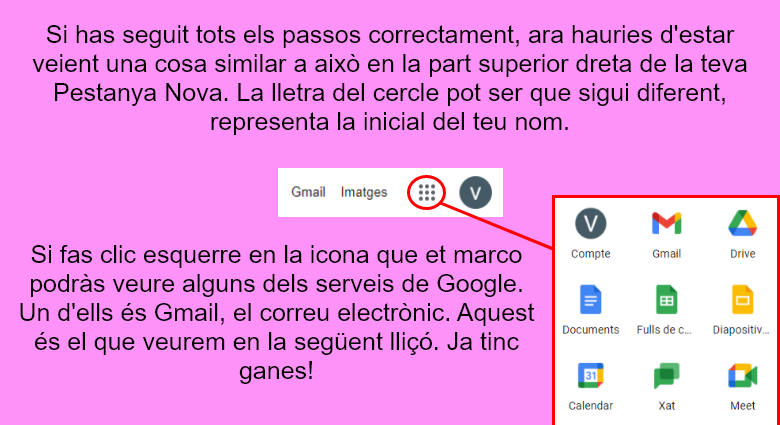 Si has seguit tots els passos correctament, ara hauries d'estar
veient una cosa similar a això en la part superior dreta de la teva
Pestanya Nova. La lletra del cercle pot ser que sigui diferent,
representa la inicial del teu nom.
Gmail Imatges V
Si fas clic esquerre en la icona que et marco
podràs veure alguns dels serveis de Google.
Un d'ells és Gmail, el correu electrònic. Aquest
és el que veurem en la següent lliçó. Ja tinc
ganes!
V
Compte Gmail Drive
Documents Fulls de c... Diapositiv...
31
Calendar Xat Meet